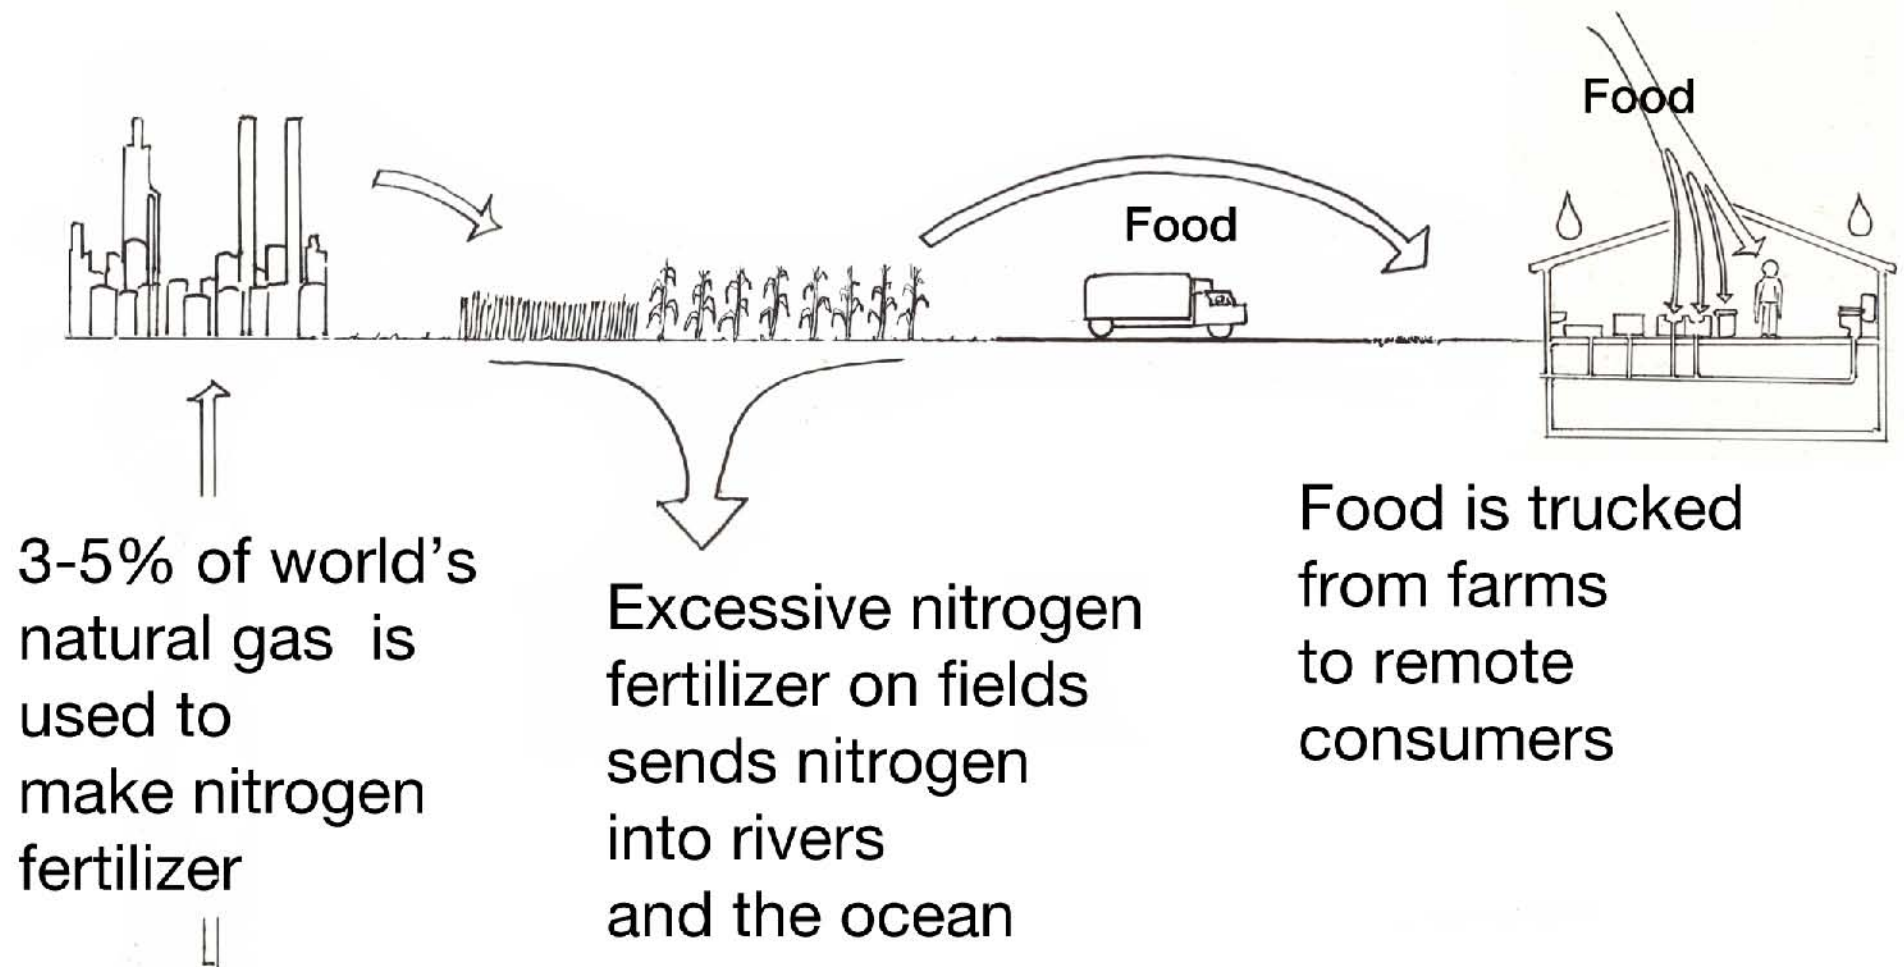 Food
Food
3-5% of world's
natural gas  is
used to
make nitrogen
fertilizer
Excessive nitrogen
fertilizer on fields
sends nitrogen
into rivers
and the ocean
Food is trucked
from farms
to remote
consumers